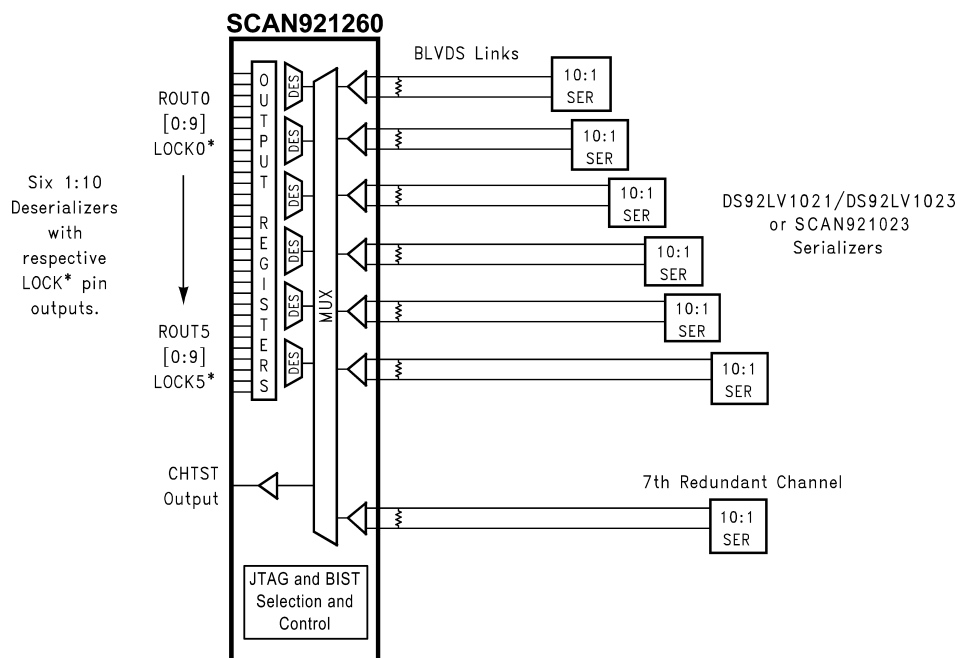 SCAN921260
BLVDS Links
10:1
SER
10:1
SER
10:1
SER
10:1
SER
10:1
SER
10:1
SER
7th Redundant Channel
10:1
SER
DS92LV1021/DS92LV1023
or SCAN921023
Serializers
Six 1:10
Deserializers
with
respective
LOCK* pin
outputs.
ROUT0
[0:9]
LOCK0*
ROUT5
[0:9]
LOCK5*
CHTST
Output
OUTPUT REGISTERS
DES
DES
DES
DES
DES
DES
MUX
JTAG and BIST
Selection and
Control